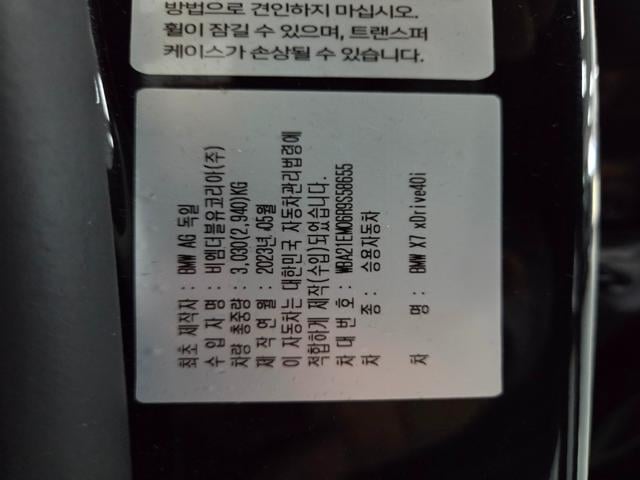 방법으로 견인하지 마십시오.
휠이 잠길 수 있으며, 트랜스퍼
케이스가 손상될 수 있습니다.
최초 제작자 : BMW AG 독일
수 입 자 명 : 비엠더블유코리아(주)
차량 총중량 : 3,030(2,940)KG
제 작 연 월 : 2023년 05월
이 자동차는 대한민국 자동차관리법령에
적합하게 제작(수입)되었습니다.
차 대 번 호 : WBA21EM06R9S58655
차 종 : 승용자동차
차 명 : BMW X7 xDrive40i